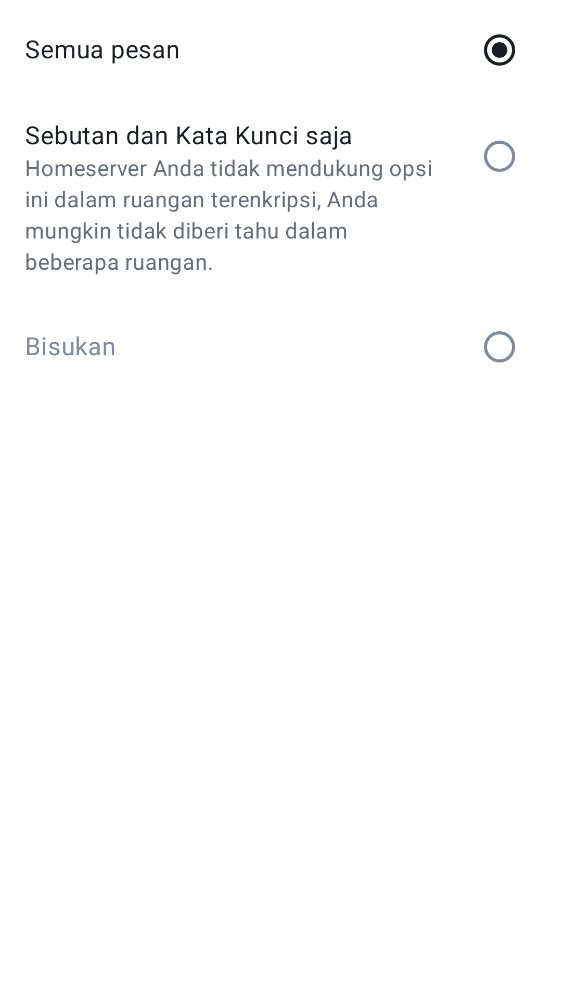 Semua pesan
Sebutan dan Kata Kunci saja
Homeserver Anda tidak mendukung opsi
ini dalam ruangan terenkripsi, Anda
mungkin tidak diberi tahu dalam
beberapa ruangan.
Bisukan